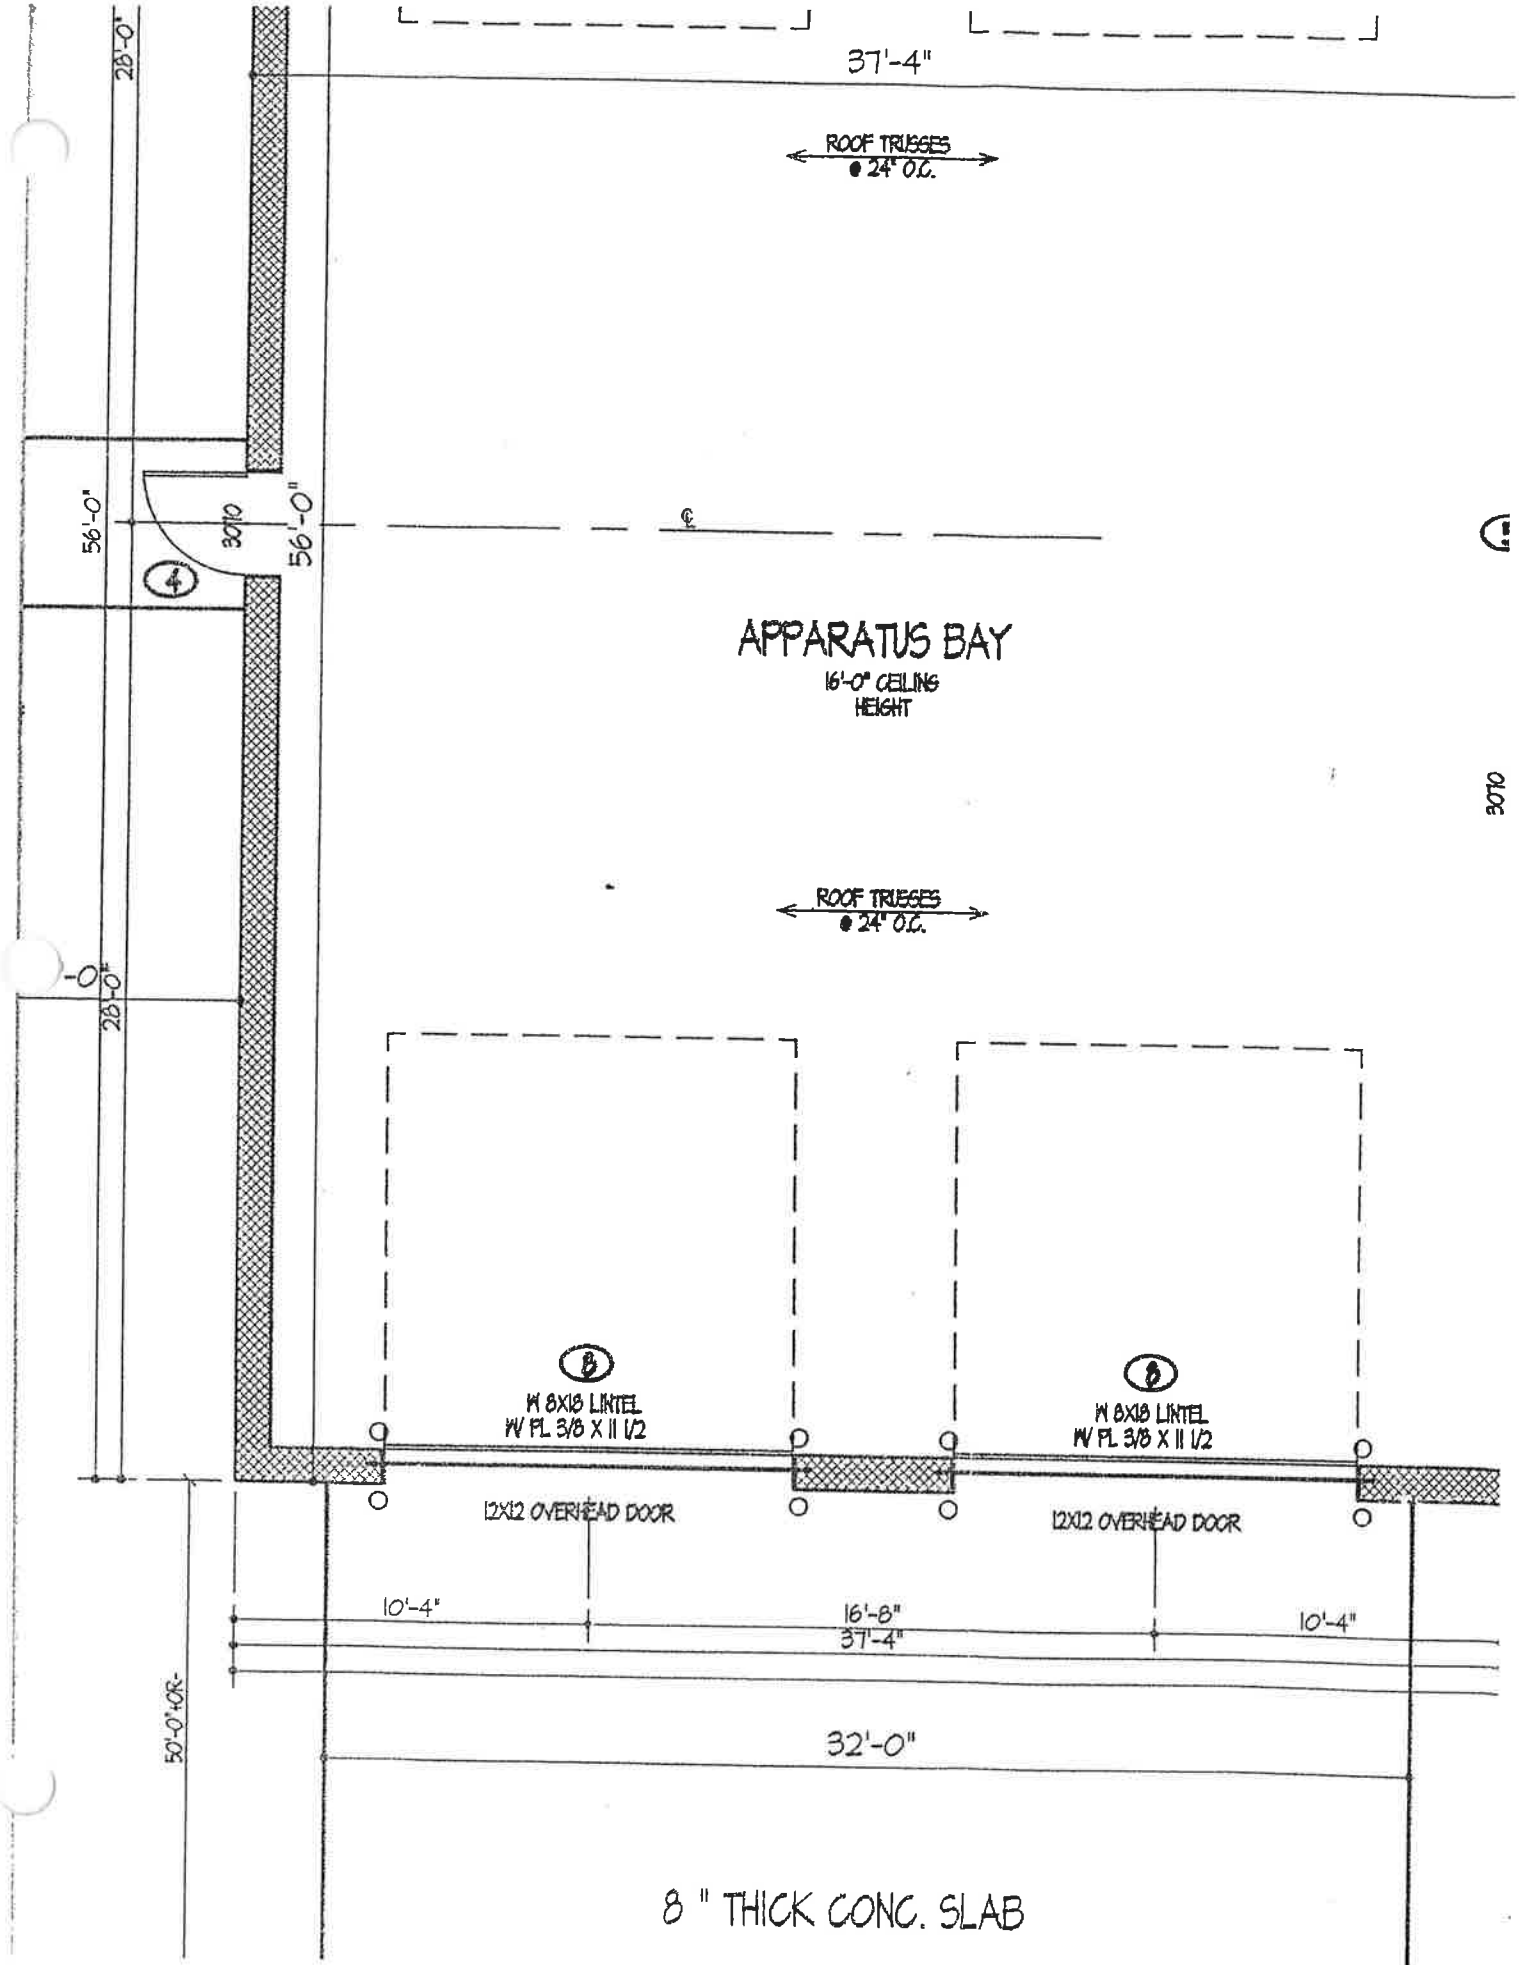 28'-0"
37'-4"
ROOF TRUSSES
@ 24" O.C.
56'-0"
3070
56'-0"
℄
4
APPARATUS BAY
16'-0" CEILING
HEIGHT
3070
ROOF TRUSSES
@ 24" O.C.
-0"
28'-0"
8
W 8X18 LINTEL
W/ PL 3/8 X 11 1/2
8
W 8X18 LINTEL
W/ PL 3/8 X 11 1/2
12X12 OVERHEAD DOOR
12X12 OVERHEAD DOOR
10'-4"
16'-8"
10'-4"
37'-4"
50'-0"+OR-
32'-0"
8 " THICK CONC. SLAB